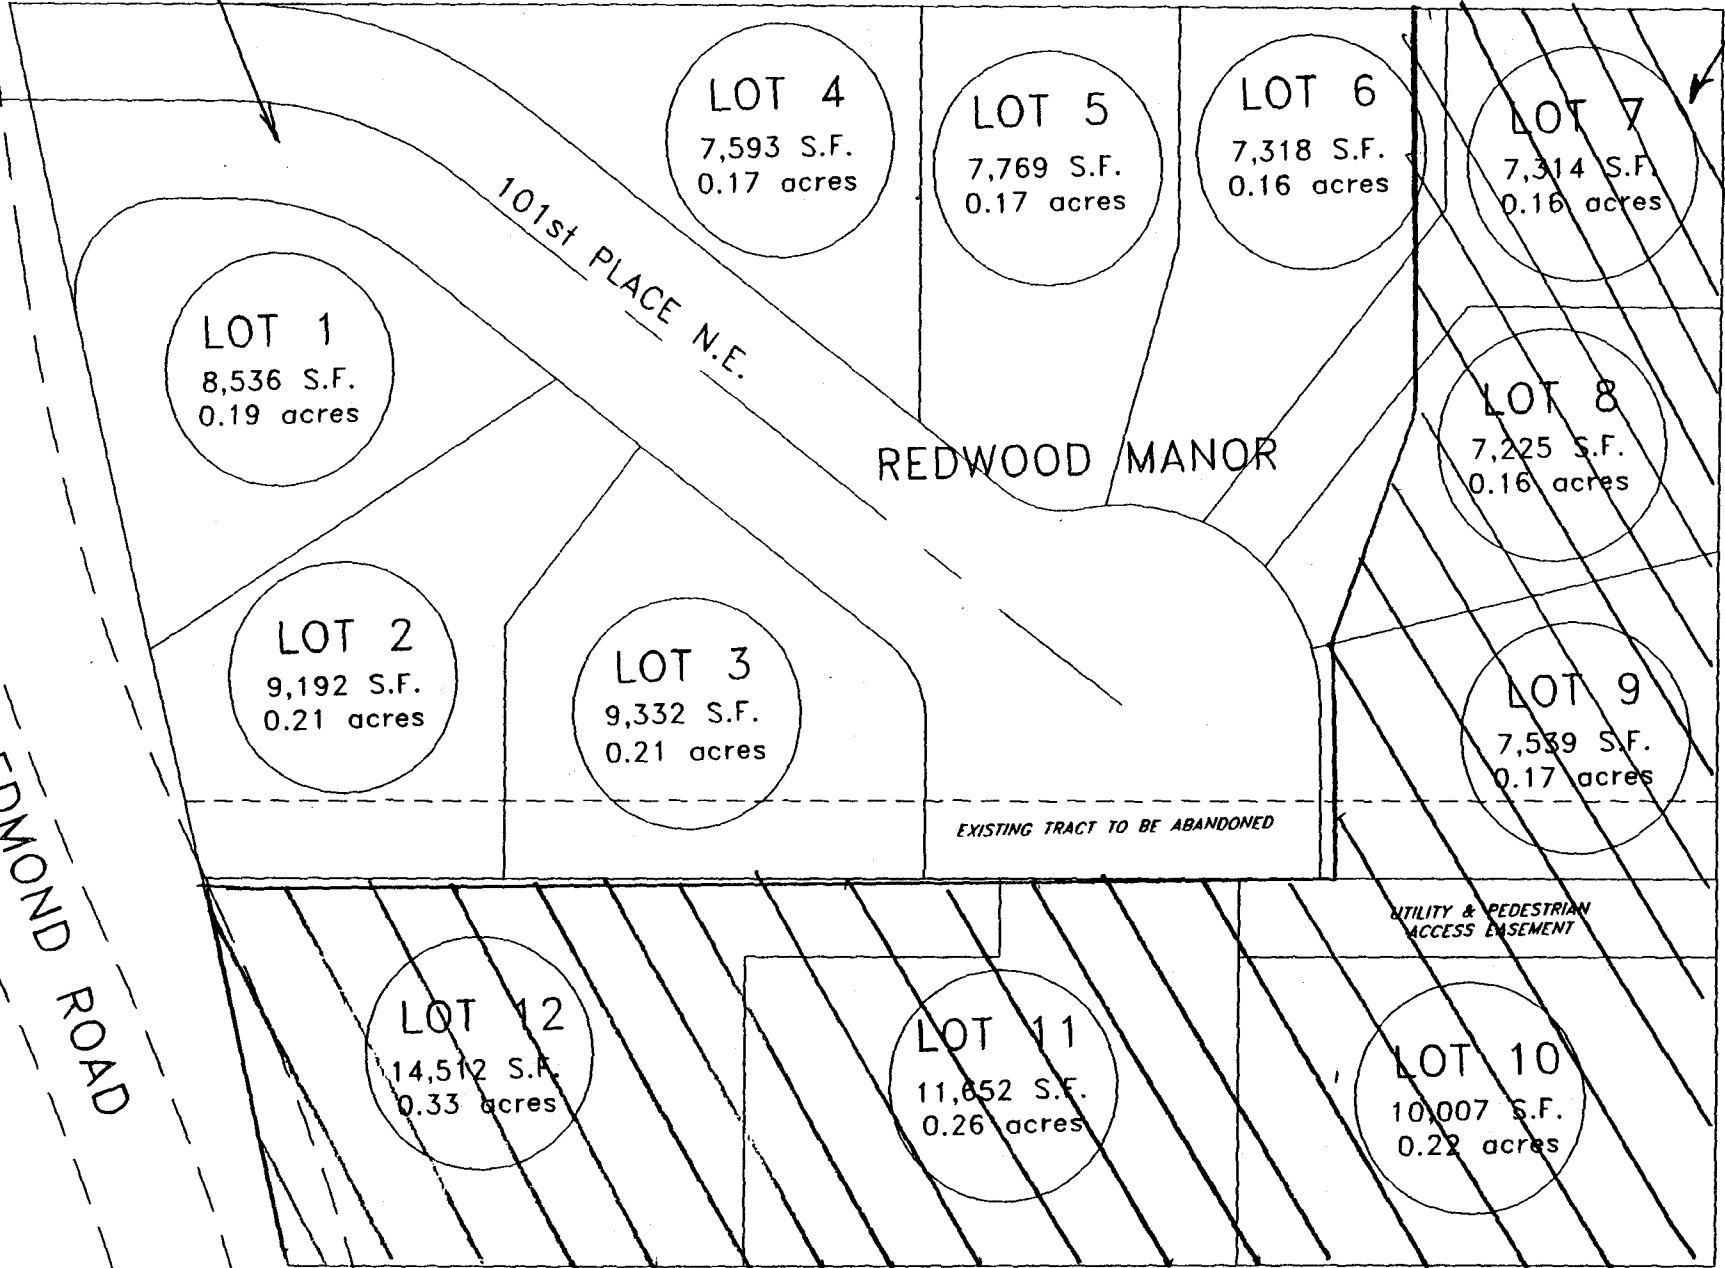 LOT 4
7,593 S.F.
0.17 acres
LOT 5
7,769 S.F.
0.17 acres
LOT 6
7,318 S.F.
0.16 acres
LOT 7
7,314 S.F.
0.16 acres
101st PLACE N.E.
LOT 1
8,536 S.F.
0.19 acres
REDWOOD MANOR
LOT 8
7,225 S.F.
0.16 acres
LOT 2
9,192 S.F.
0.21 acres
LOT 3
9,332 S.F.
0.21 acres
LOT 9
7,539 S.F.
0.17 acres
EXISTING TRACT TO BE ABANDONED
UTILITY & PEDESTRIAN
ACCESS EASEMENT
EDMOND ROAD
LOT 12
14,512 S.F.
0.33 acres
LOT 11
11,652 S.F.
0.26 acres
LOT 10
10,007 S.F.
0.22 acres